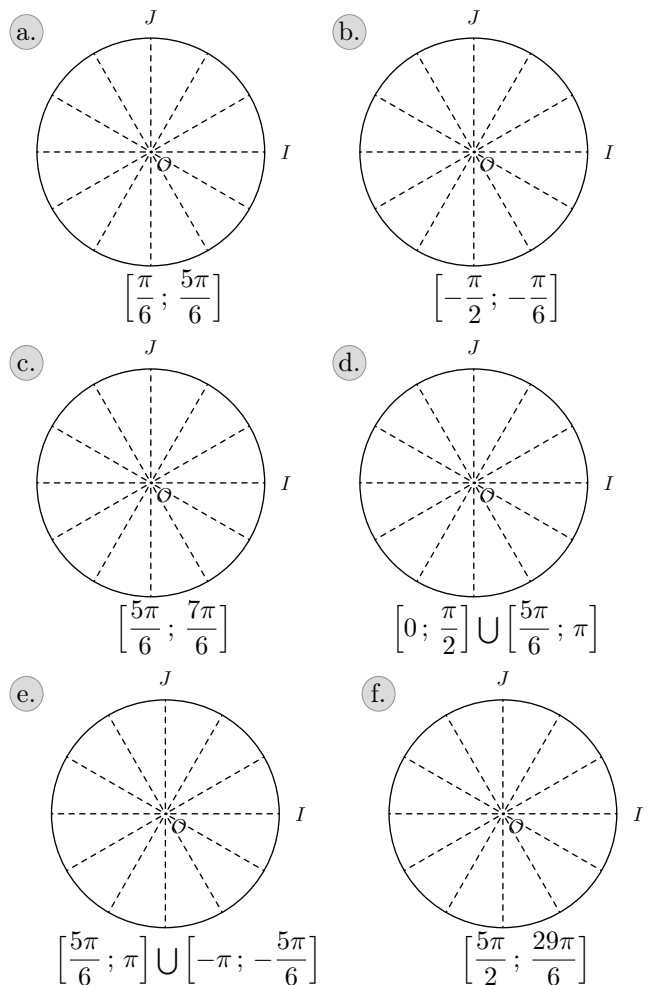 a. J b. J
I I
O O
[π/6 ; 5π/6] [−π/2 ; −π/6]
c. J d. J
I I
O O
[5π/6 ; 7π/6] [0 ; π/2] ⋃ [5π/6 ; π]
e. J f. J
I I
O O
[5π/6 ; π] ⋃ [−π ; −5π/6] [5π/2 ; 29π/6]